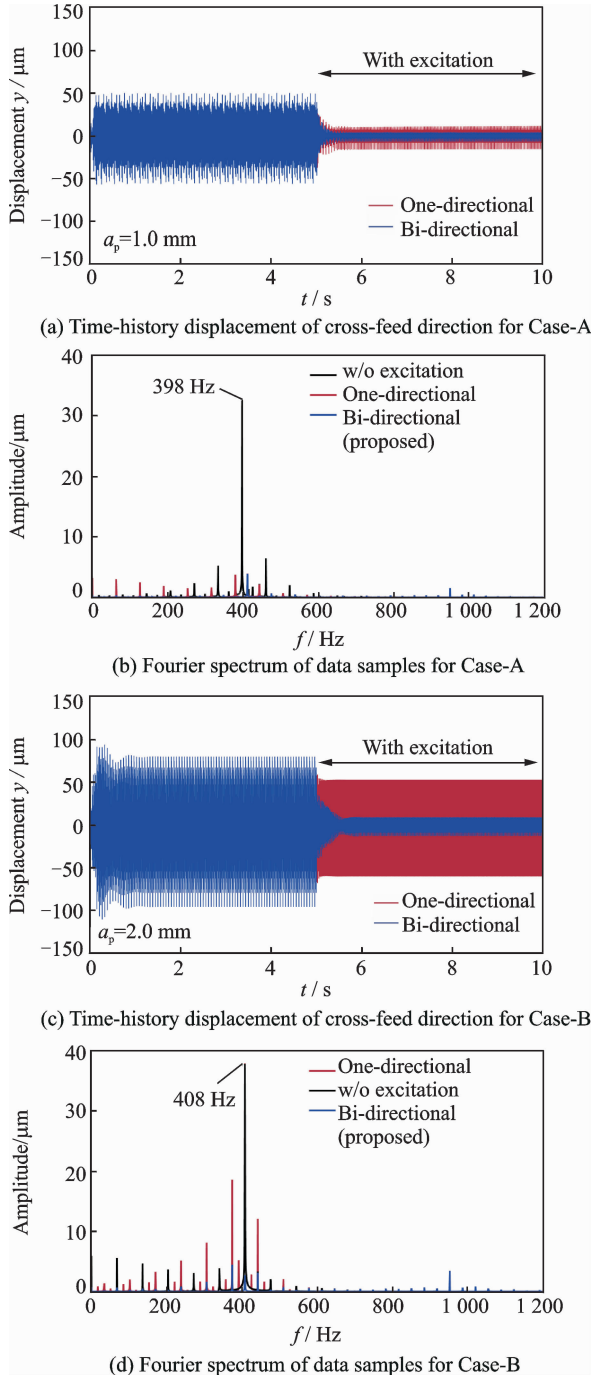 150
100
50
0
−50
−100
−150
Displacement y / μm
With excitation
One-directional
Bi-directional
ap=1.0 mm
0 2 4 6 8 10
t / s
(a) Time-history displacement of cross-feed direction for Case-A
40
30
20
10
0
Amplitude/μm
398 Hz
w/o excitation
One-directional
Bi-directional
(proposed)
0 200 400 600 800 1 000 1 200
f / Hz
(b) Fourier spectrum of data samples for Case-A
150
100
50
0
−50
−100
−150
Displacement y / μm
With excitation
One-directional
Bi-directional
ap=2.0 mm
0 2 4 6 8 10
t / s
(c) Time-history displacement of cross-feed direction for Case-B
40
30
20
10
0
Amplitude/μm
408 Hz
One-directional
w/o excitation
Bi-directional
(proposed)
0 200 400 600 800 1 000 1 200
f / Hz
(d) Fourier spectrum of data samples for Case-B